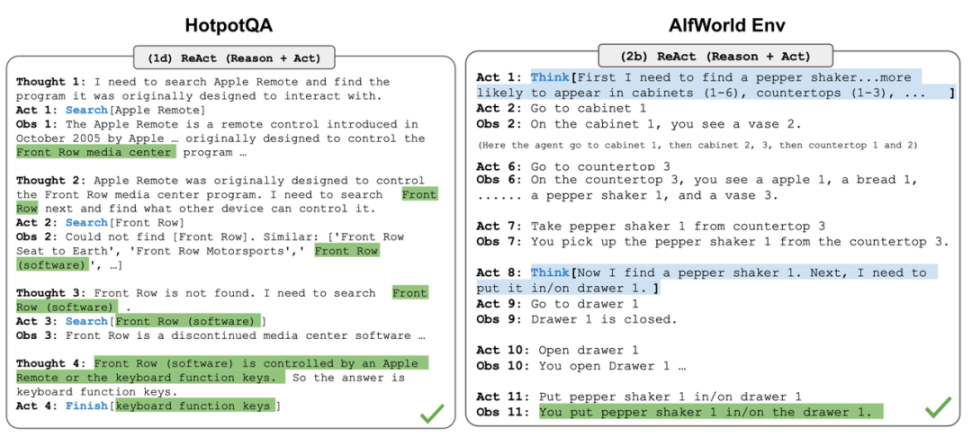 HotpotQA
(1d) ReAct (Reason + Act)
Thought 1: I need to search Apple Remote and find the
program it was originally designed to interact with.
Act 1: Search[Apple Remote]
Obs 1: The Apple Remote is a remote control introduced in
October 2005 by Apple … originally designed to control the
Front Row media center program …
Thought 2: Apple Remote was originally designed to control
the Front Row media center program. I need to search Front
Row next and find what other device can control it.
Act 2: Search[Front Row]
Obs 2: Could not find [Front Row]. Similar: ['Front Row
Seat to Earth', 'Front Row Motorsports',' Front Row
(software)', …]
Thought 3: Front Row is not found. I need to search Front
Row (software) .
Act 3: Search[Front Row (software)]
Obs 3: Front Row is a discontinued media center software …
Thought 4: Front Row (software) is controlled by an Apple
Remote or the keyboard function keys. So the answer is
keyboard function keys.
Act 4: Finish[keyboard function keys]
AlfWorld Env
(2b) ReAct (Reason + Act)
Act 1: Think[First I need to find a pepper shaker...more
likely to appear in cabinets (1-6), countertops (1-3), ... ]
Act 2: Go to cabinet 1
Obs 2: On the cabinet 1, you see a vase 2.
(Here the agent go to cabinet 1, then cabinet 2, 3, then countertop 1 and 2)
Act 6: Go to countertop 3
Obs 6: On the countertop 3, you see a apple 1, a bread 1,
...... a pepper shaker 1, and a vase 3.
Act 7: Take pepper shaker 1 from countertop 3
Obs 7: You pick up the pepper shaker 1 from the countertop 3.
Act 8: Think[Now I find a pepper shaker 1. Next, I need to
put it in/on drawer 1. ]
Act 9: Go to drawer 1
Obs 9: Drawer 1 is closed.
Act 10: Open drawer 1
Obs 10: You open Drawer 1 …
Act 11: Put pepper shaker 1 in/on drawer 1
Obs 11: You put pepper shaker 1 in/on the drawer 1.